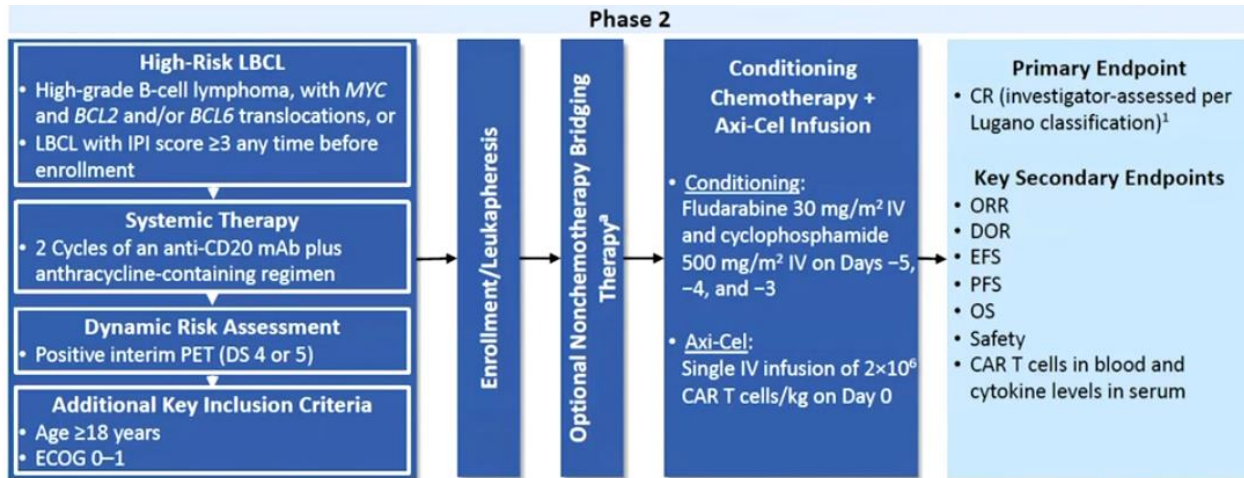 Phase 2
High-Risk LBCL
• High-grade B-cell lymphoma, with MYC
and BCL2 and/or BCL6 translocations, or
• LBCL with IPI score ≥3 any time before
enrollment
Systemic Therapy
• 2 Cycles of an anti-CD20 mAb plus
anthracycline-containing regimen
Dynamic Risk Assessment
• Positive interim PET (DS 4 or 5)
Additional Key Inclusion Criteria
• Age ≥18 years
• ECOG 0–1
Enrollment/Leukapheresis
Optional Nonchemotherapy Bridging
Therapyᵃ
Conditioning
Chemotherapy +
Axi-Cel Infusion
• Conditioning:
Fludarabine 30 mg/m² IV
and cyclophosphamide
500 mg/m² IV on Days −5,
−4, and −3
• Axi-Cel:
Single IV infusion of 2×10⁶
CAR T cells/kg on Day 0
Primary Endpoint
• CR (investigator-assessed per
Lugano classification)¹
Key Secondary Endpoints
• ORR
• DOR
• EFS
• PFS
• OS
• Safety
• CAR T cells in blood and
cytokine levels in serum